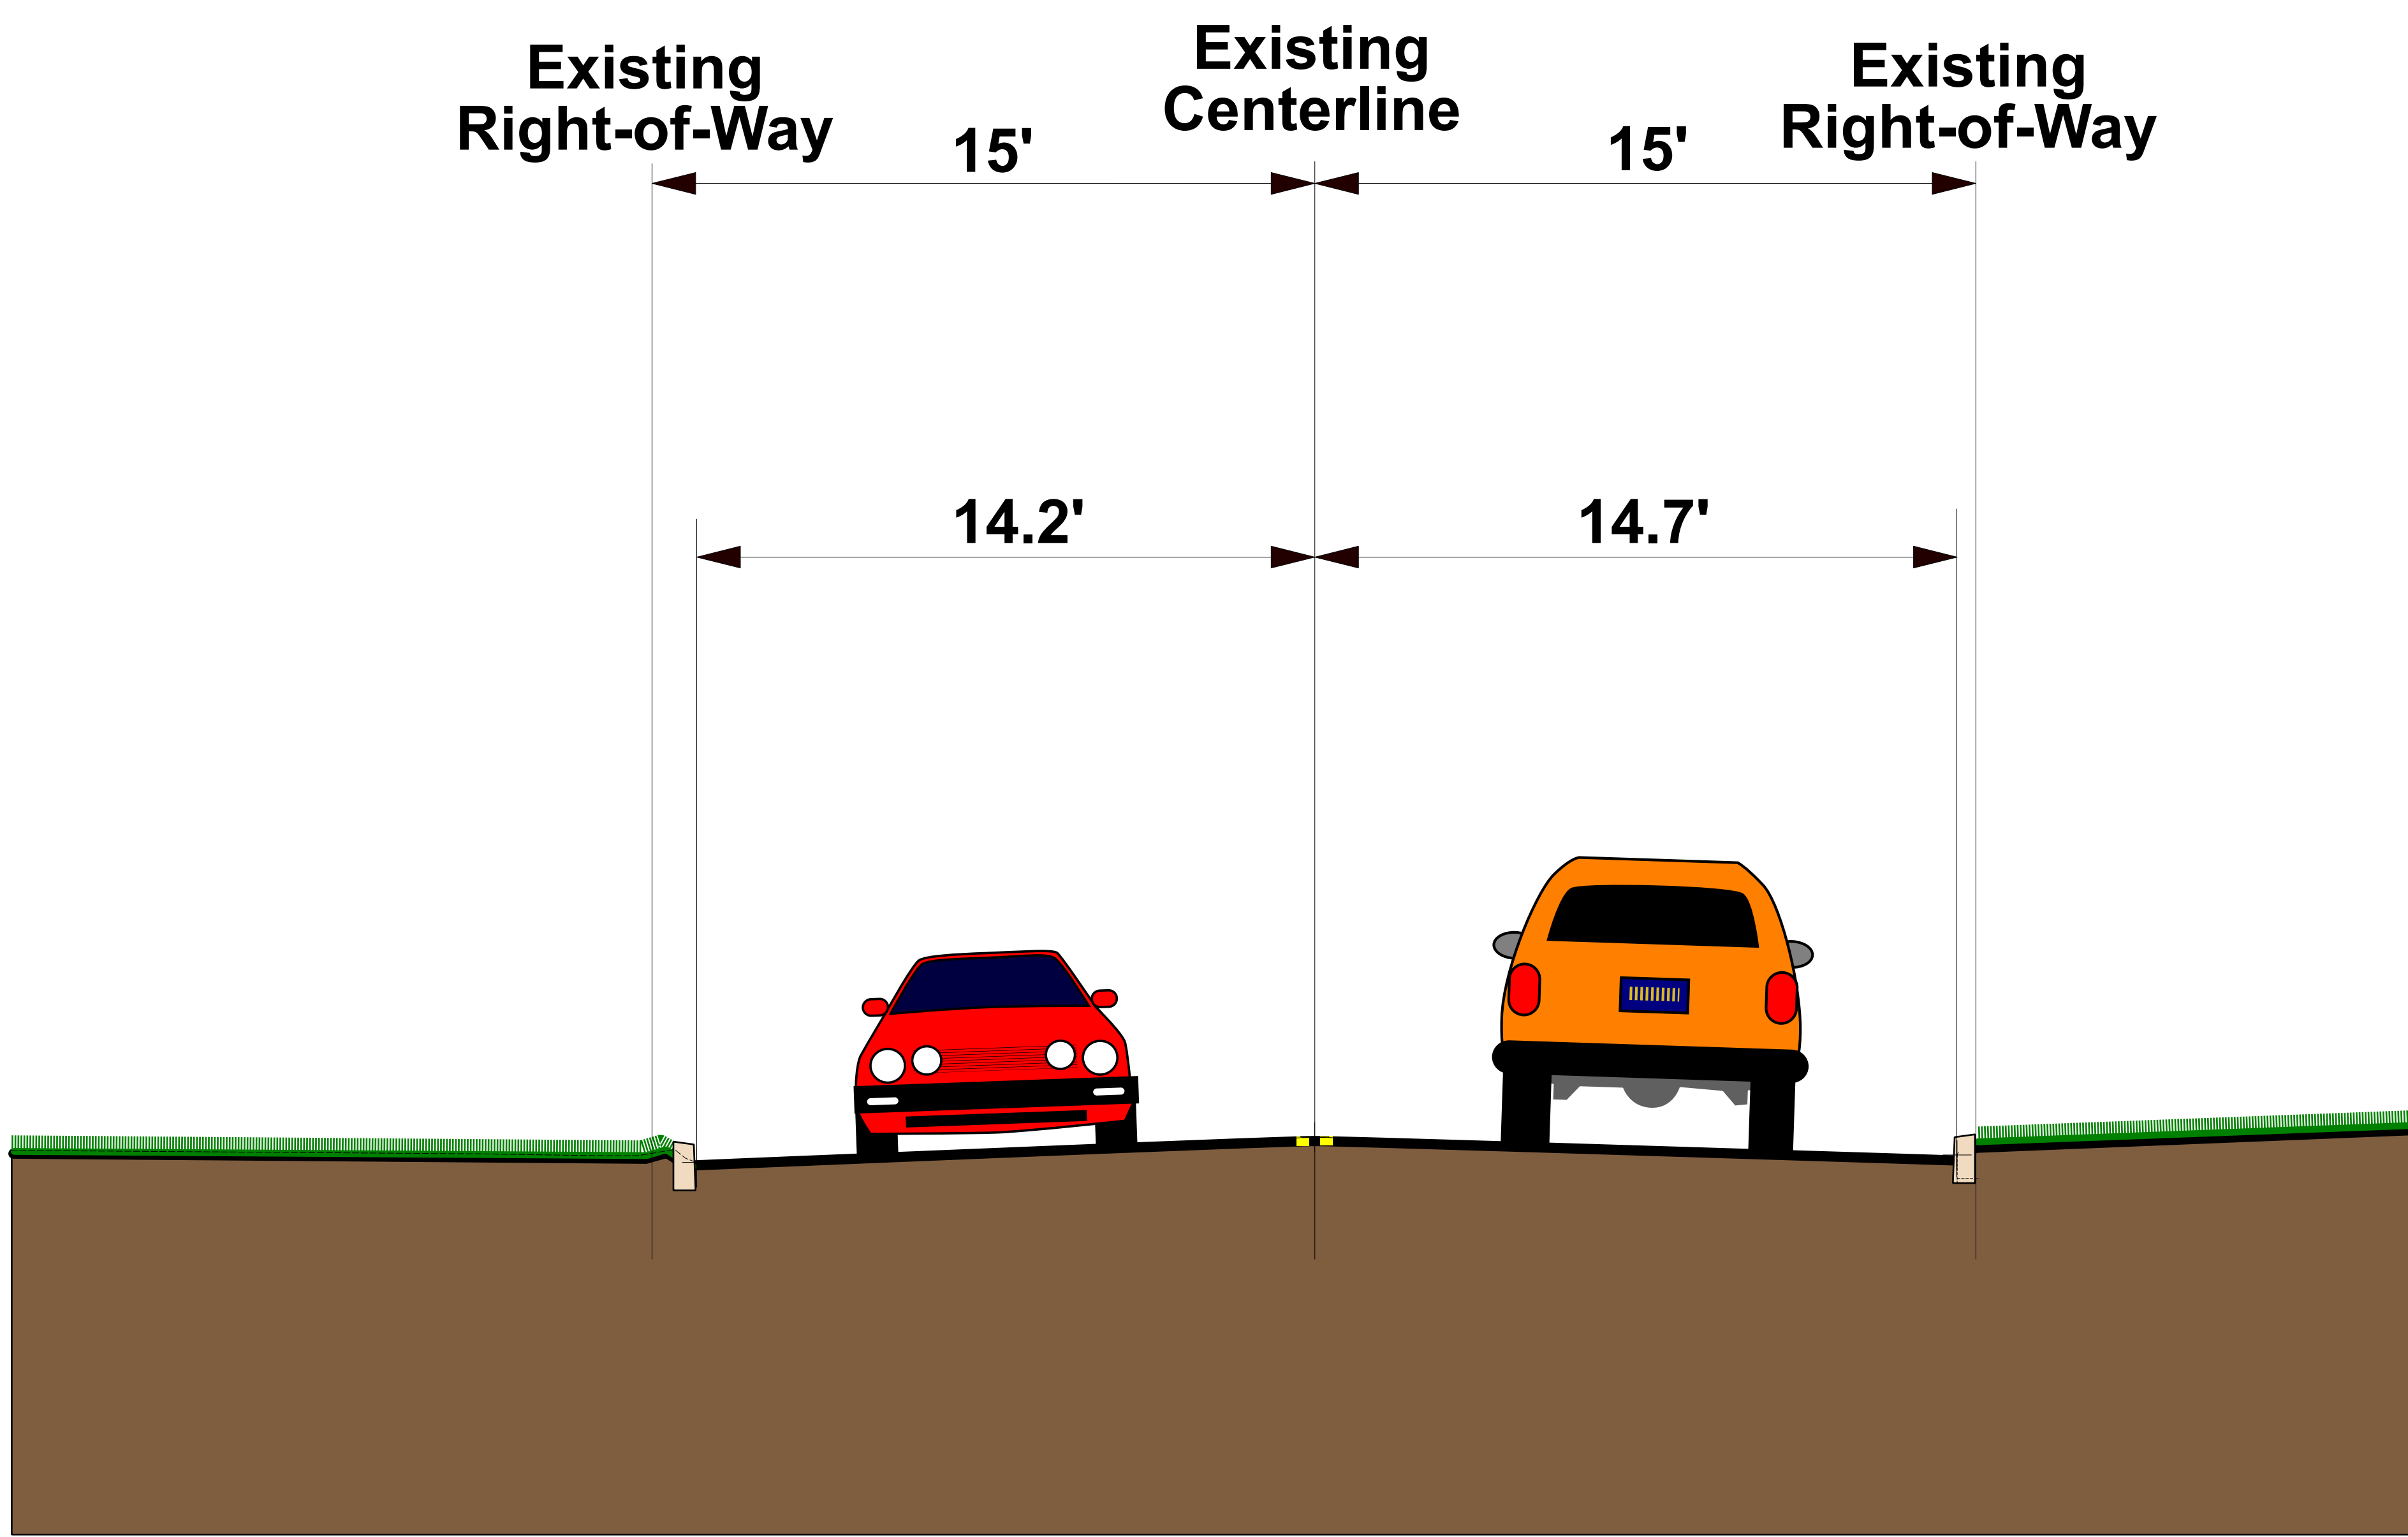 Existing
Right-of-Way
Existing
Centerline
Existing
Right-of-Way
15'
15'
14.2'
14.7'